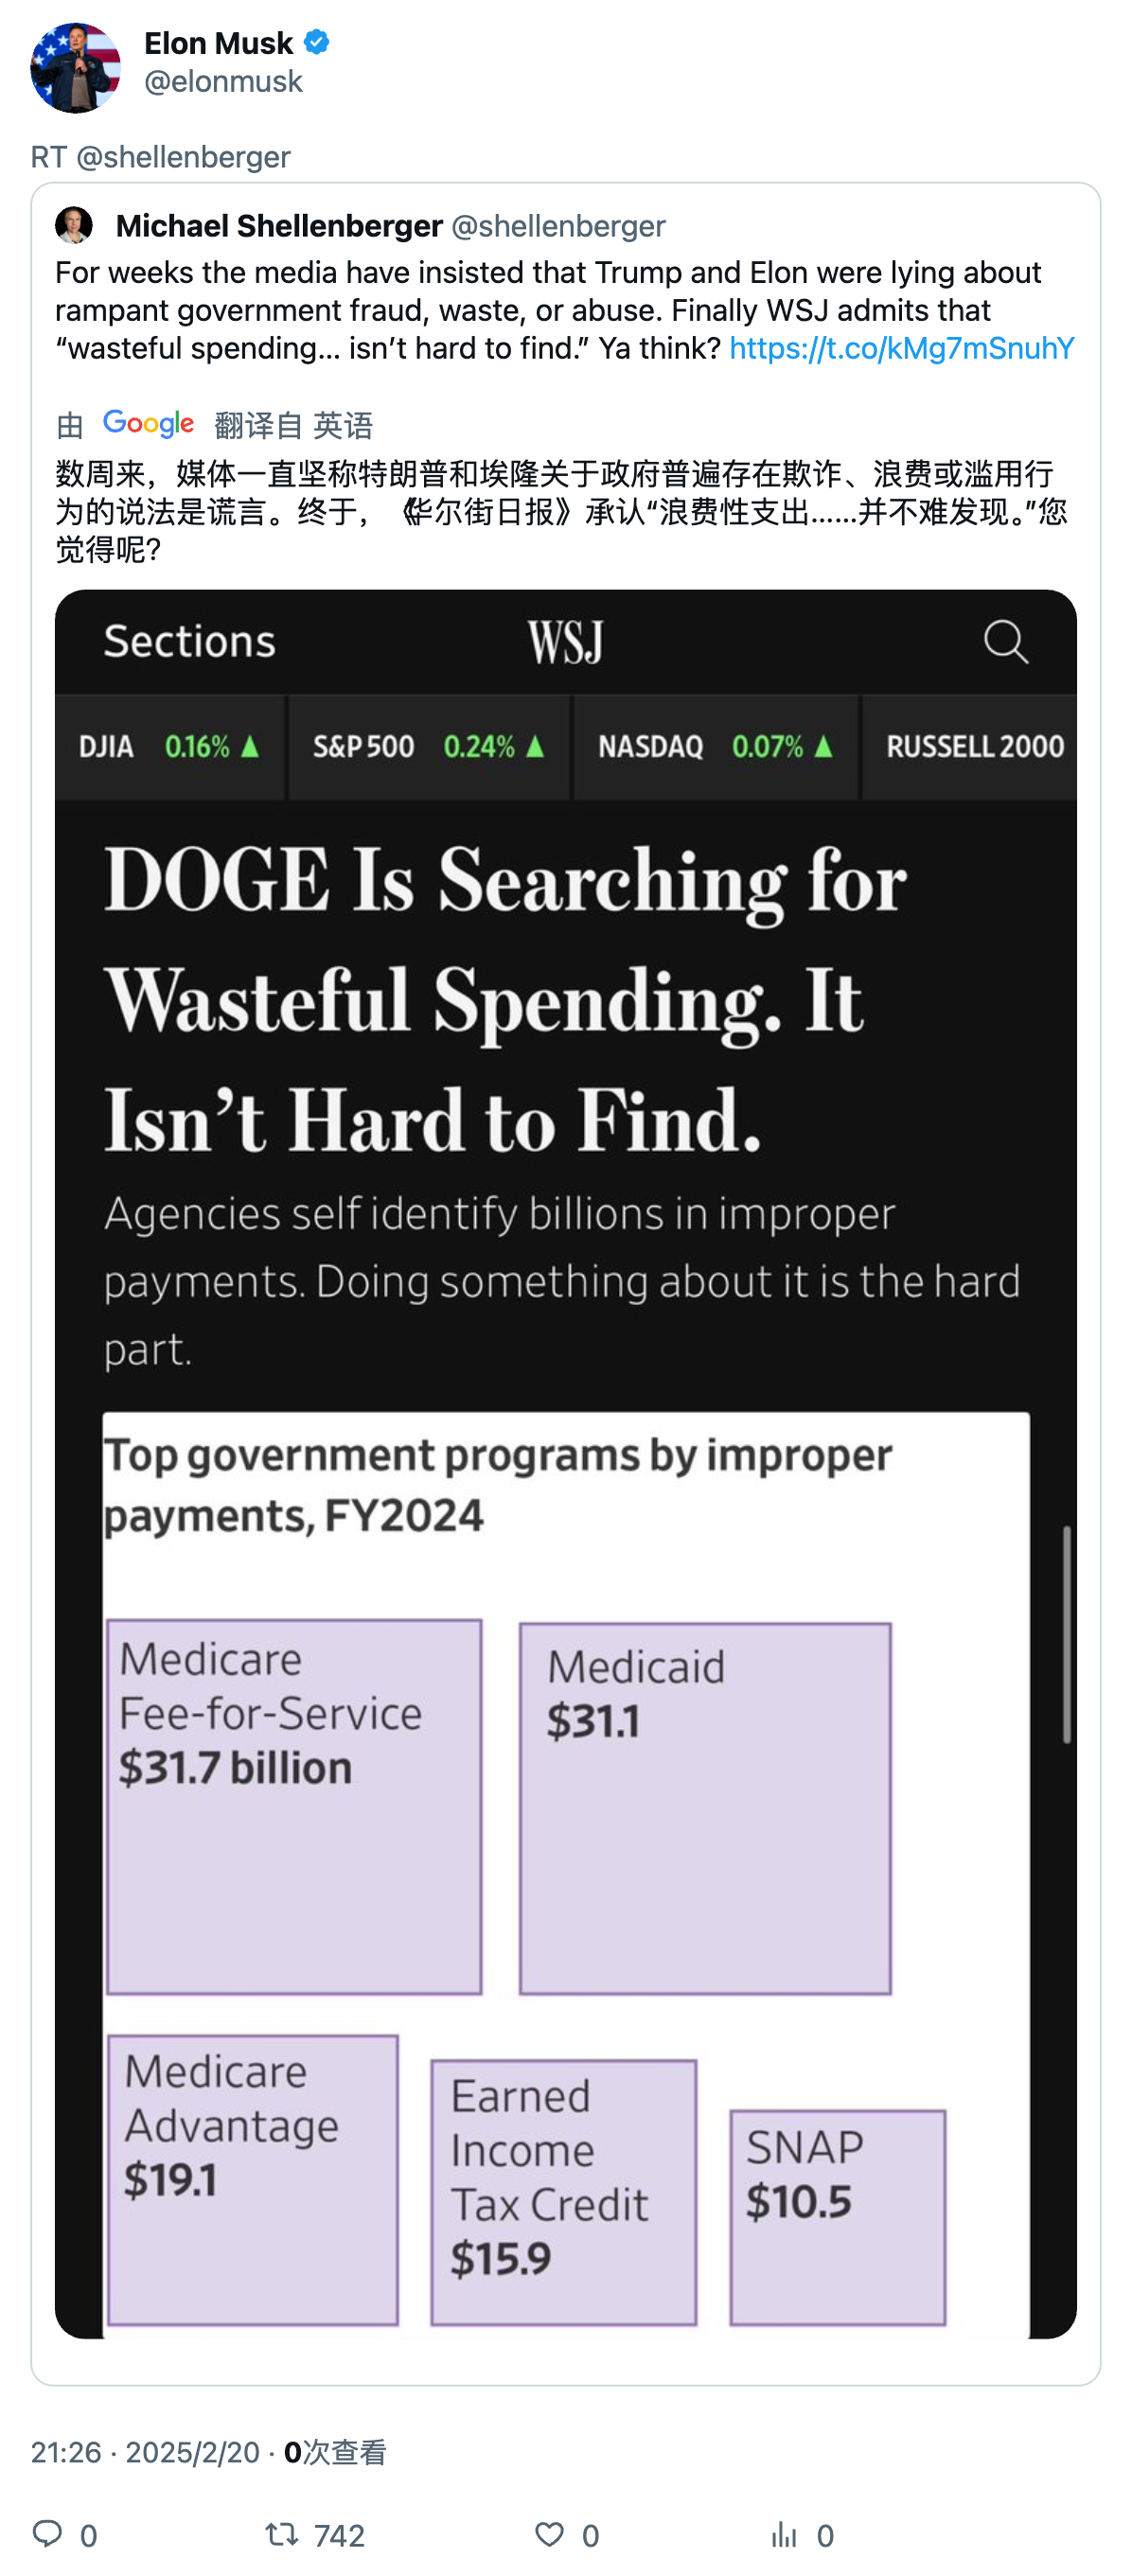 Elon Musk
@elonmusk
RT @shellenberger
Michael Shellenberger @shellenberger
For weeks the media have insisted that Trump and Elon were lying about
rampant government fraud, waste, or abuse. Finally WSJ admits that
“wasteful spending... isn’t hard to find.” Ya think? https://t.co/kMg7mSnuhY
由 Google 翻译自 英语
数周来，媒体一直坚称特朗普和埃隆关于政府普遍存在欺诈、浪费或滥用行
为的说法是谎言。终于，《华尔街日报》承认“浪费性支出……并不难发现。”您
觉得呢？
Sections WSJ
DJIA 0.16% ▲ S&P 500 0.24% ▲ NASDAQ 0.07% ▲ RUSSELL 2000
DOGE Is Searching for
Wasteful Spending. It
Isn’t Hard to Find.
Agencies self identify billions in improper
payments. Doing something about it is the hard
part.
Top government programs by improper
payments, FY2024
Medicare
Fee-for-Service
$31.7 billion
Medicaid
$31.1
Medicare
Advantage
$19.1
Earned
Income
Tax Credit
$15.9
SNAP
$10.5
21:26 · 2025/2/20 · 0次查看
0 742 0 0